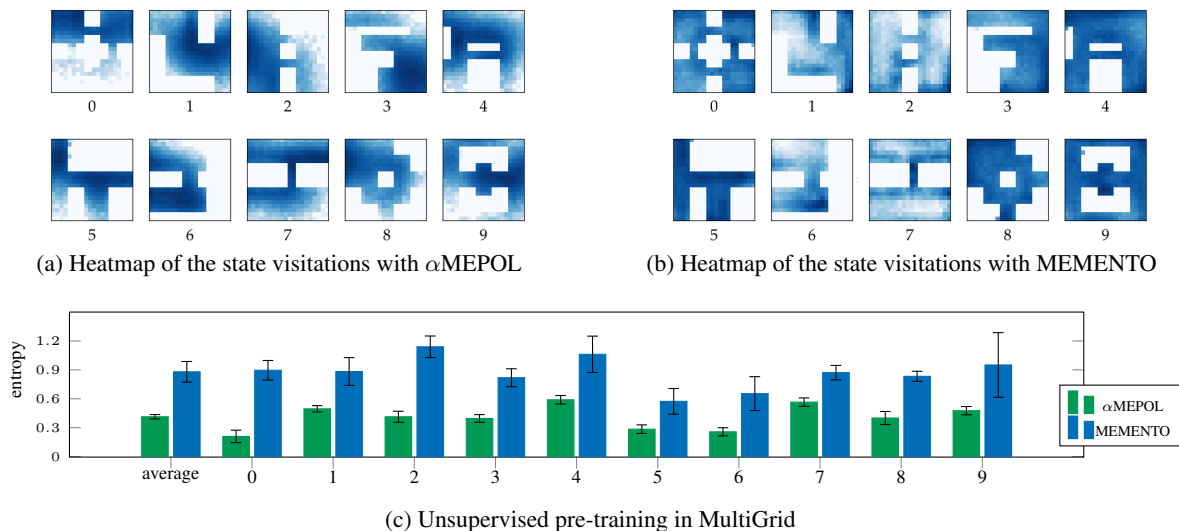 0 1 2 3 4
0 1 2 3 4
5 6 7 8 9
5 6 7 8 9
(a) Heatmap of the state visitations with αMEPOL
(b) Heatmap of the state visitations with MEMENTO
entropy
1.2
0.9
0.6
0.3
0
average 0 1 2 3 4 5 6 7 8 9
αMEPOL
MEMENTO
(c) Unsupervised pre-training in MultiGrid